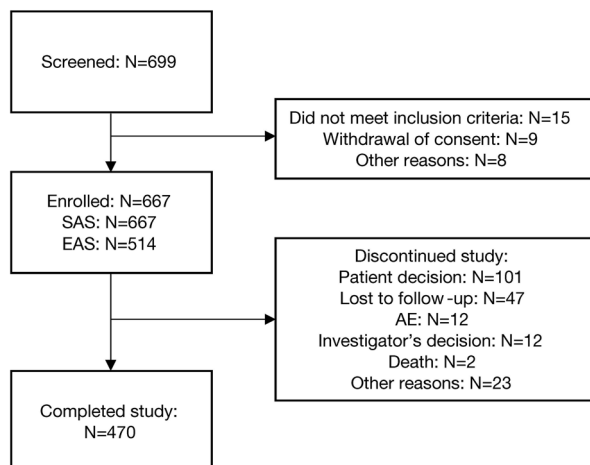 Screened: N=699
Did not meet inclusion criteria: N=15
Withdrawal of consent: N=9
Other reasons: N=8
Enrolled: N=667
SAS: N=667
EAS: N=514
Discontinued study:
Patient decision: N=101
Lost to follow-up: N=47
AE: N=12
Investigator's decision: N=12
Death: N=2
Other reasons: N=23
Completed study:
N=470